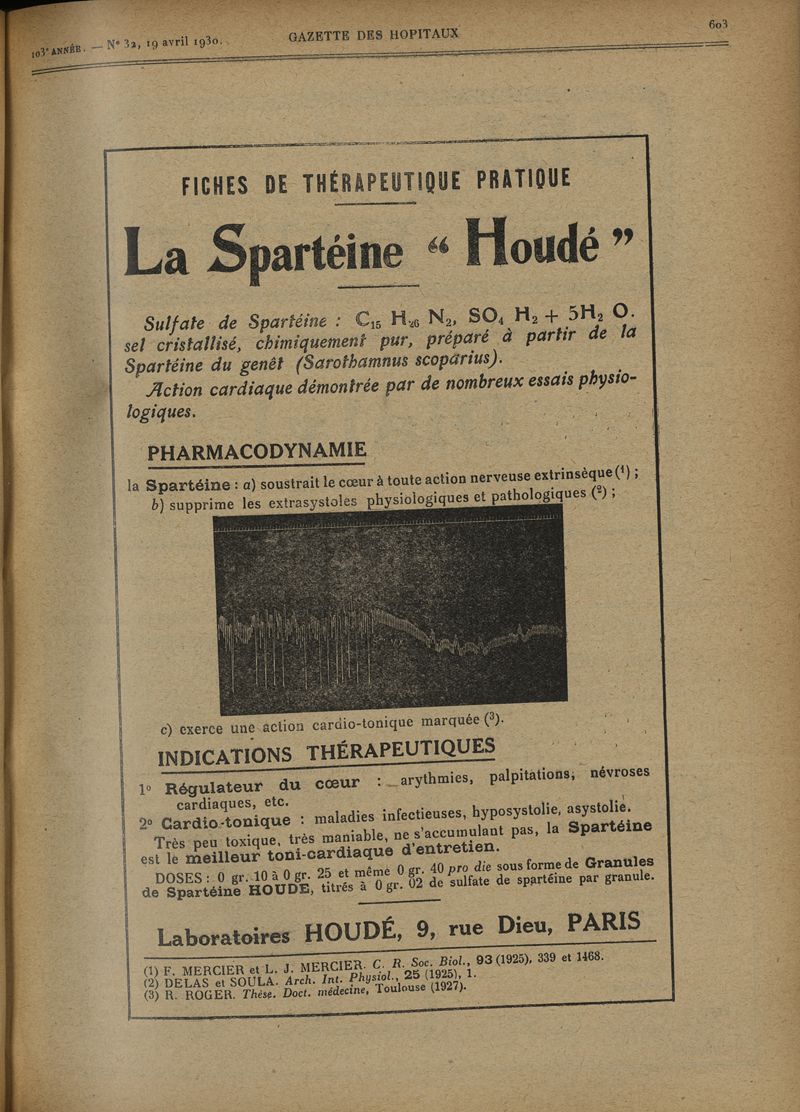 103ᵉ ANNÉE. — Nº 32, 19 avril 1930.
GAZETTE DES HOPITAUX
603
FICHES DE THÉRAPEUTIQUE PRATIQUE
La Spartéine “ Houdé ”
Sulfate de Spartéine : C₁₅ H₂₆ N₂, SO₄ H₂ + 5H₂ O.
sel cristallisé, chimiquement pur, préparé à partir de la
Spartéine du genêt (Sarothamnus scoparius).
Action cardiaque démontrée par de nombreux essais physio-
logiques.
PHARMACODYNAMIE
la Spartéine : a) soustrait le cœur à toute action nerveuse extrinsèque (¹) ;
b) supprime les extrasystoles physiologiques et pathologiques (²) ;
c) exerce une action cardio-tonique marquée (³).
INDICATIONS THÉRAPEUTIQUES
1º Régulateur du cœur : arythmies, palpitations, névroses
cardiaques, etc.
2º Cardio-tonique : maladies infectieuses, hyposystolie, asystolie.
Très peu toxique, très maniable, ne s'accumulant pas, la Spartéine
est le meilleur toni-cardiaque d'entretien.
DOSES : 0 gr. 10 à 0 gr. 25 et même 0 gr. 40 pro die sous forme de Granules
de Spartéine HOUDÉ, titrés à 0 gr. 02 de sulfate de spartéine par granule.
Laboratoires HOUDÉ, 9, rue Dieu, PARIS
(1) F. MERCIER et L. J. MERCIER. C. R. Soc. Biol., 93 (1925), 339 et 1468.
(2) DELAS et SOULA. Arch. Int. Physiol., 25 (1925), 1.
(3) R. ROGER. Thèse. Doct. médecine, Toulouse (1927).